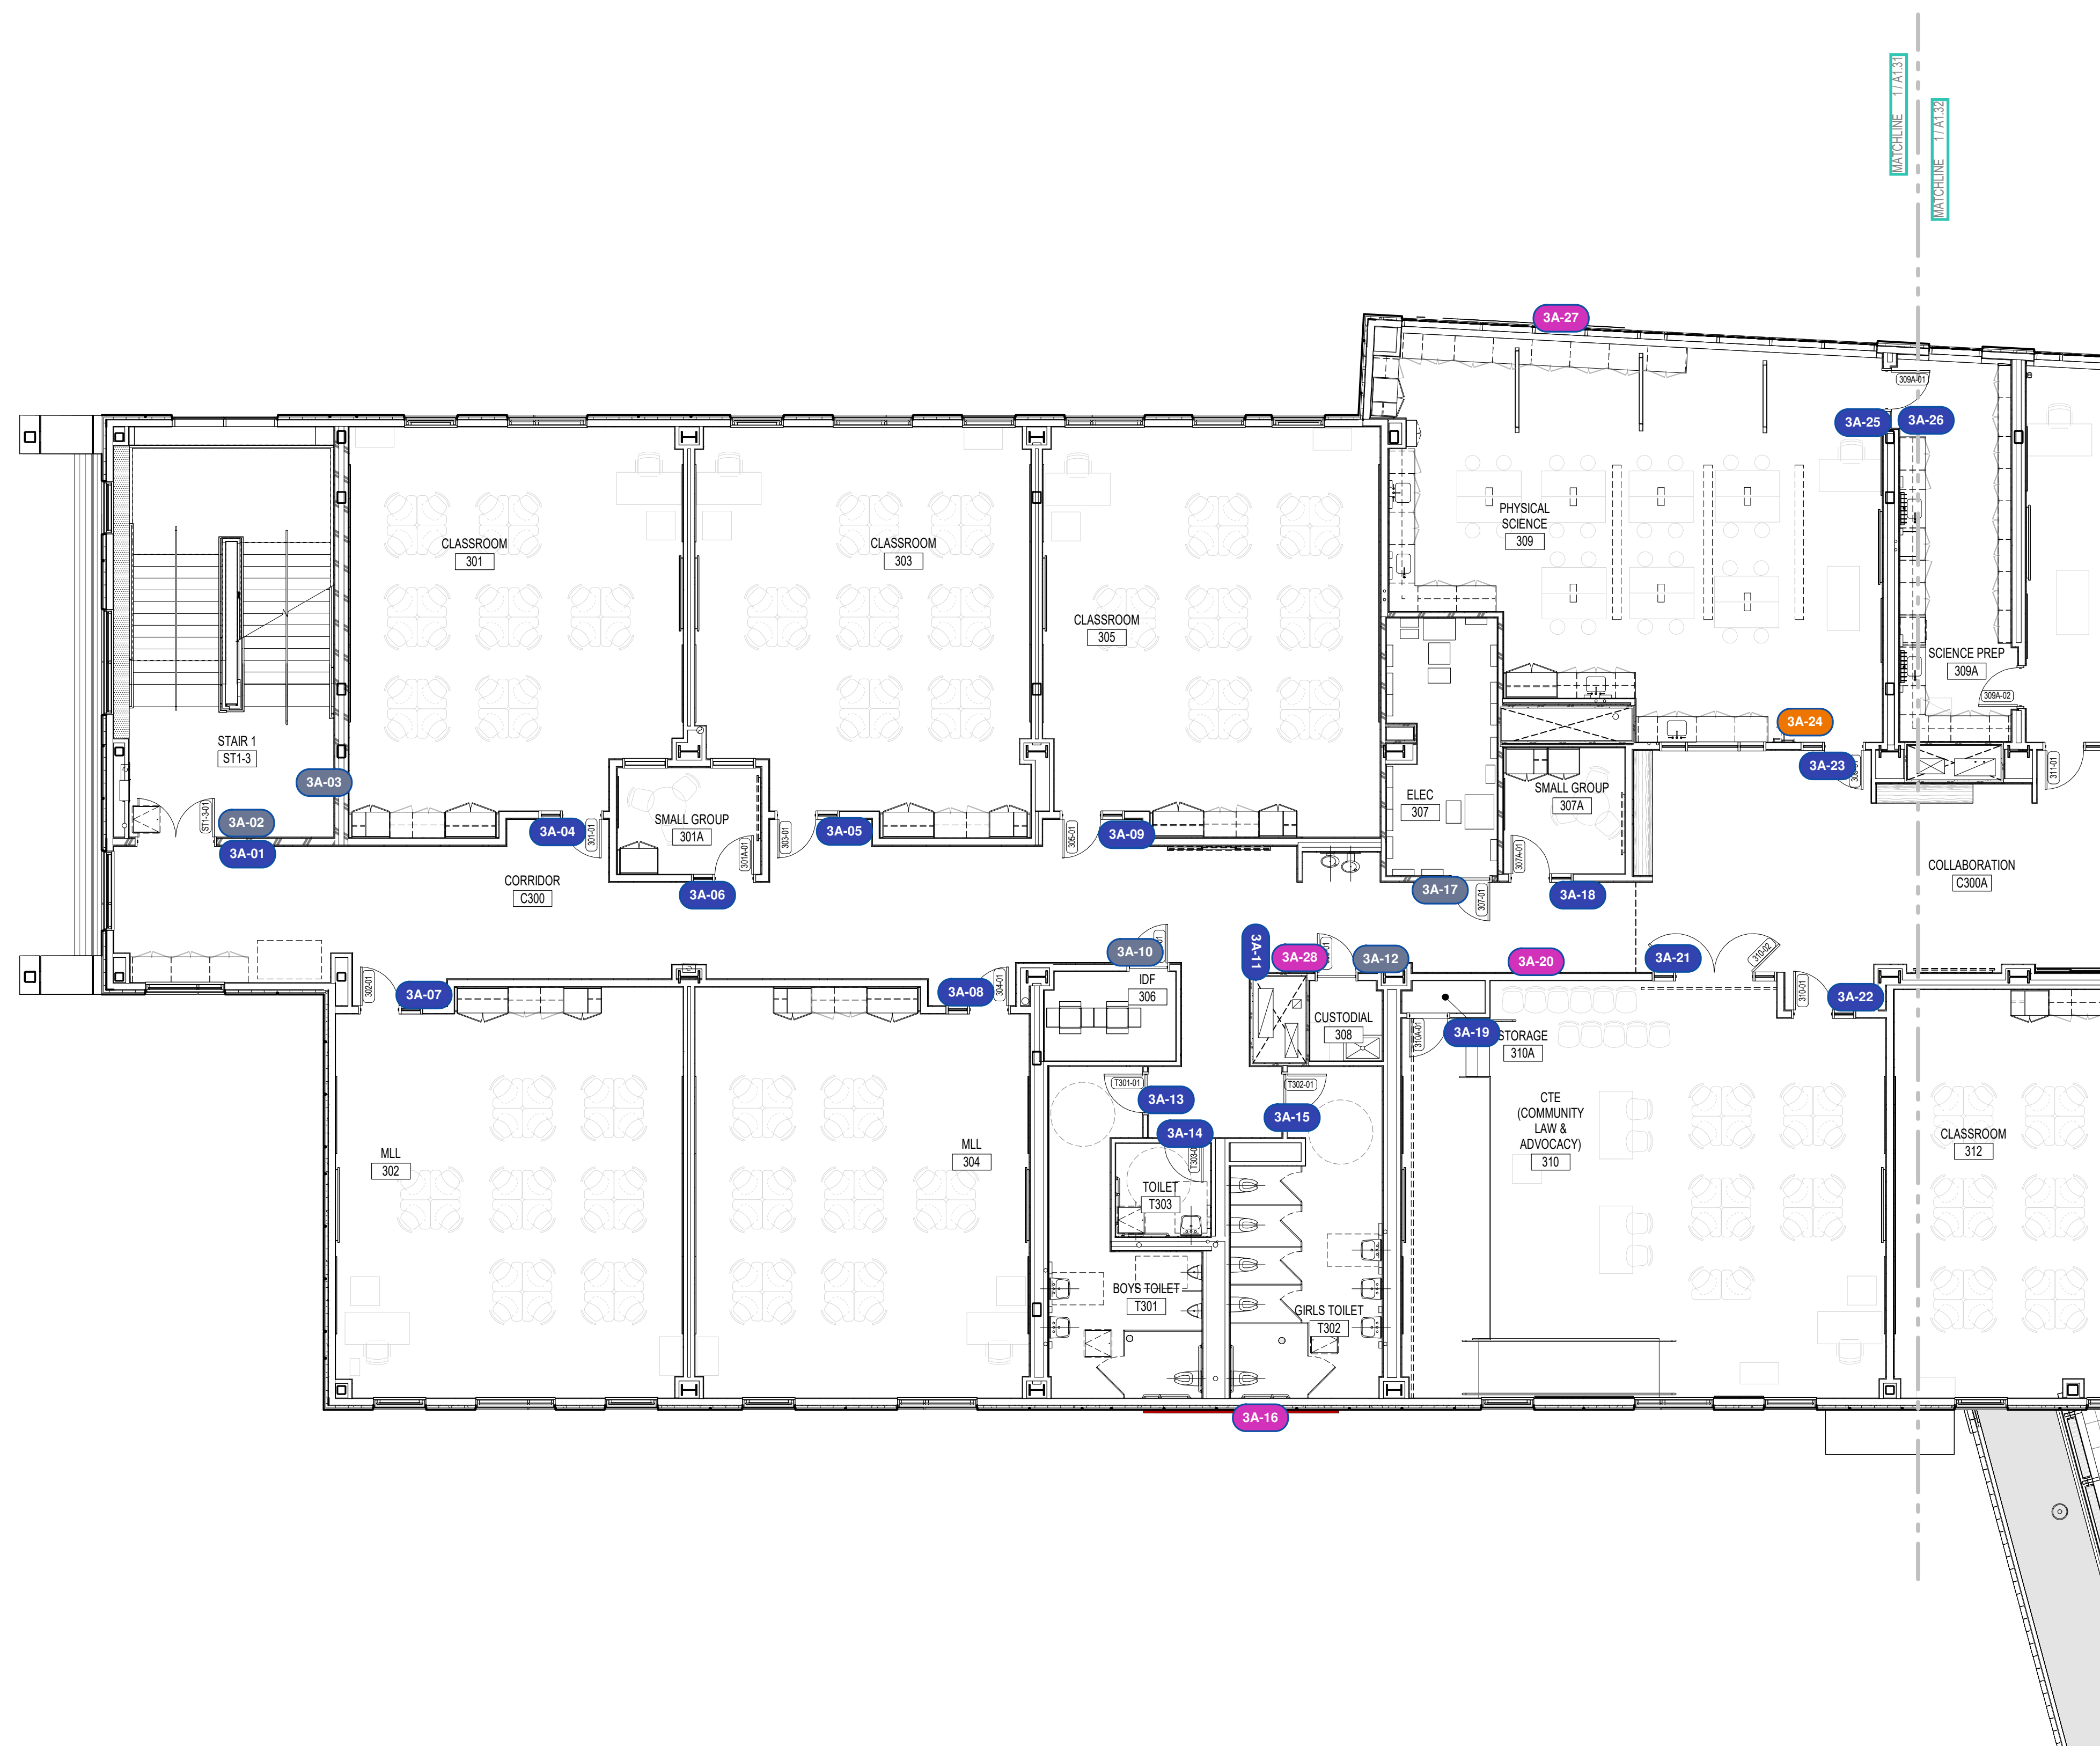 MATCHLINE 1 / A1.31
MATCHLINE 1 / A1.32
3A-27
309A-01
3A-25
3A-26
PHYSICAL
SCIENCE
309
CLASSROOM
301
CLASSROOM
303
CLASSROOM
305
SCIENCE PREP
309A
309A-02
STAIR 1
ST1-3
3A-24
3A-23
311-01
3A-03
ELEC
307
SMALL GROUP
307A
ST1-3-01
3A-02
3A-01
3A-04
301-01
SMALL GROUP
301A
301A-01
303-01
3A-05
305-01
3A-09
307A-01
CORRIDOR
C300
3A-06
3A-17
307-01
3A-18
COLLABORATION
C300A
3A-10
3A-11
3A-28
3A-12
3A-20
3A-21
310-02
302-01
3A-07
3A-08
304-01
IDF
306
310-01
3A-22
CUSTODIAL
308
310A-01
3A-19
STORAGE
310A
T301-01
3A-13
T302-01
3A-15
3A-14
CTE
(COMMUNITY
LAW &
ADVOCACY)
310
MLL
302
MLL
304
CLASSROOM
312
TOILET
T303
BOYS TOILET
T301
GIRLS TOILET
T302
3A-16